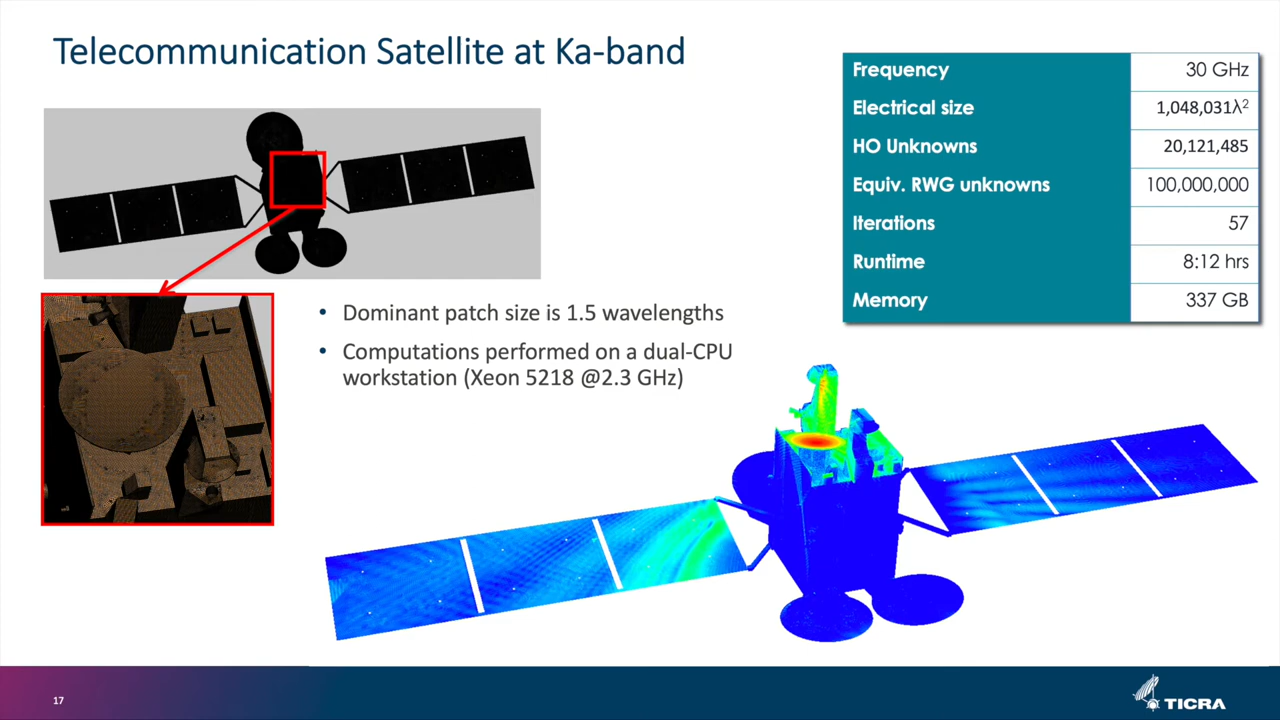 Telecommunication Satellite at Ka-band
Frequency 30 GHz
Electrical size 1,048,031λ²
HO Unknowns 20,121,485
Equiv. RWG unknowns 100,000,000
Iterations 57
Runtime 8:12 hrs
Memory 337 GB
• Dominant patch size is 1.5 wavelengths
• Computations performed on a dual-CPU
workstation (Xeon 5218 @2.3 GHz)
17
TICRA